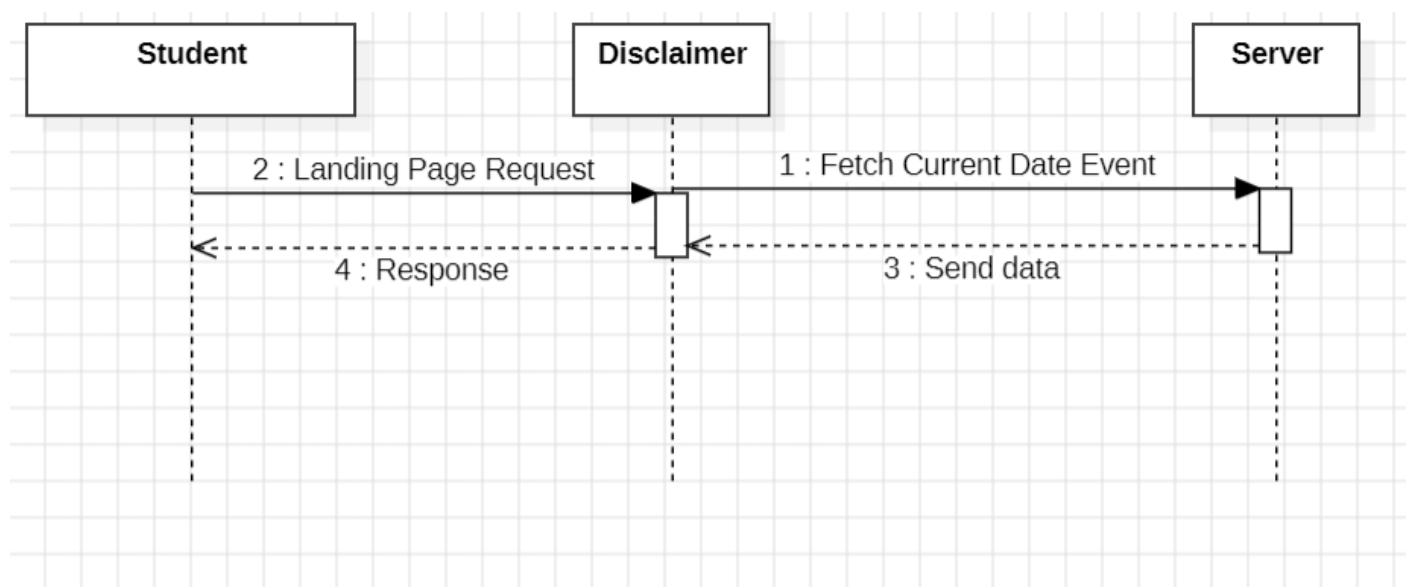 Student
Disclaimer
Server
2 : Landing Page Request
1 : Fetch Current Date Event
4 : Response
3 : Send data